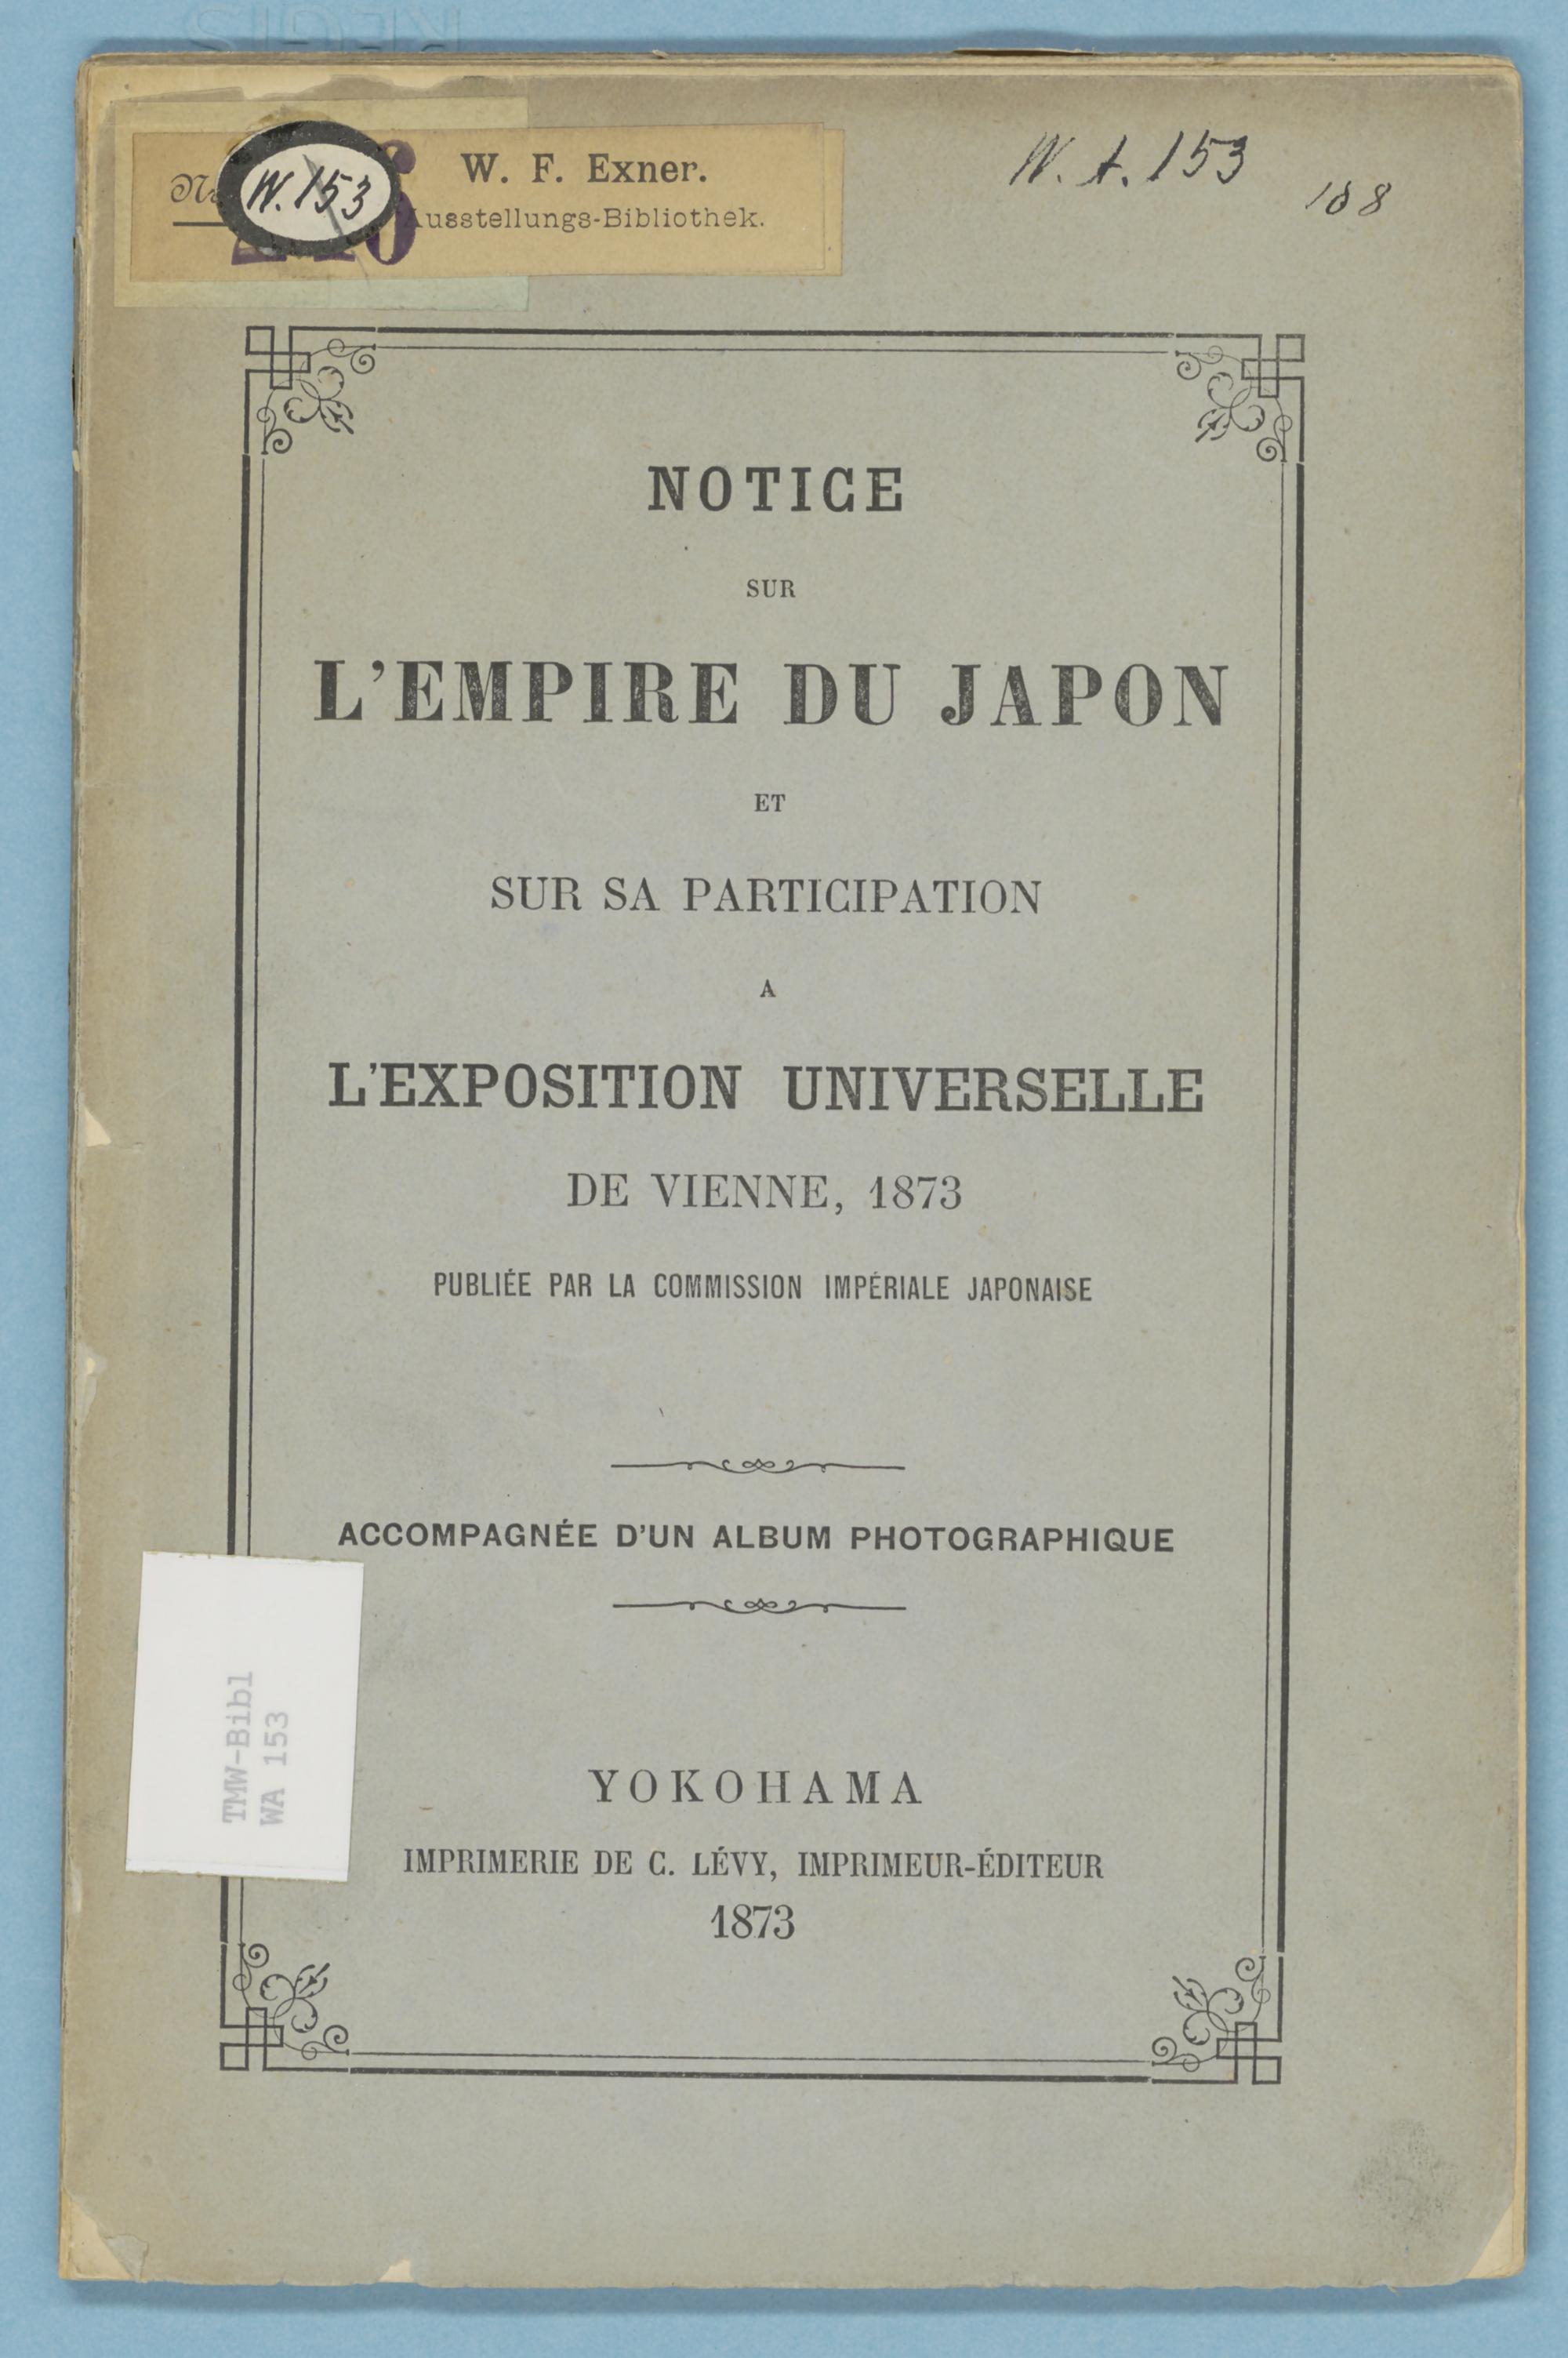 W. F. Exner.
Ausstellungs-Bibliothek.
W. 153
W. A. 153
188
NOTICE
SUR
L'EMPIRE DU JAPON
ET
SUR SA PARTICIPATION
A
L'EXPOSITION UNIVERSELLE
DE VIENNE, 1873
PUBLIÉE PAR LA COMMISSION IMPÉRIALE JAPONAISE
ACCOMPAGNÉE D'UN ALBUM PHOTOGRAPHIQUE
TMW-Bibl
WA 153
YOKOHAMA
IMPRIMERIE DE C. LÉVY, IMPRIMEUR-ÉDITEUR
1873